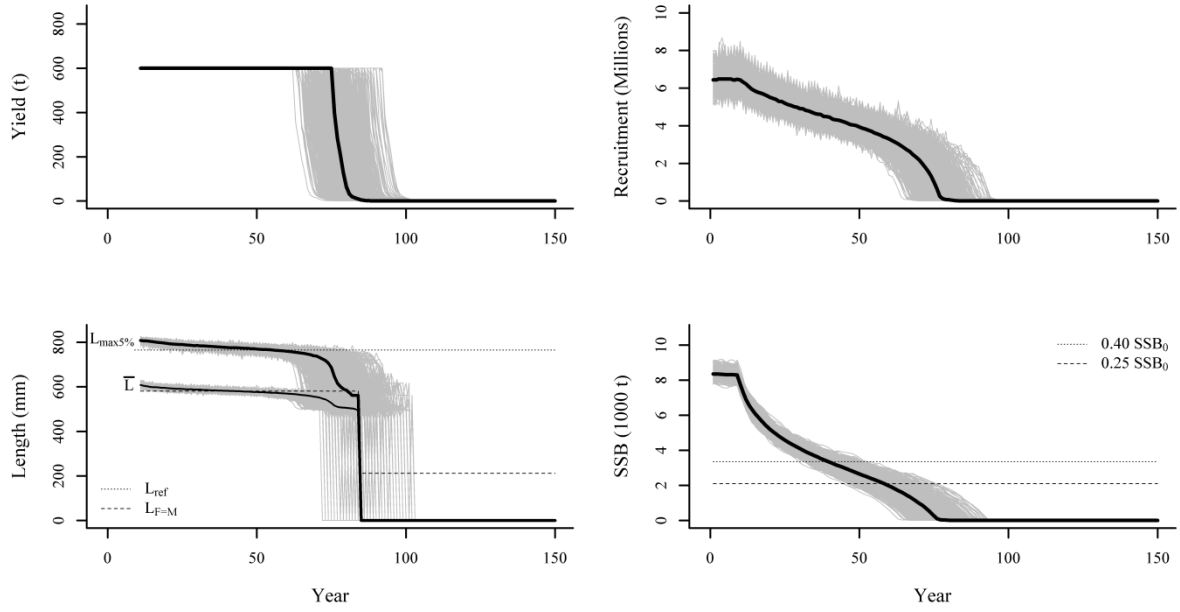 Yield (t)
0 200 400 600 800
0 50 100 150
Recruitment (Millions)
0 2 4 6 8 10
0 50 100 150
Length (mm)
0 200 400 600 800
Lmax5%
L̅
Lref
LF=M
0 50 100 150
Year
SSB (1000 t)
0 2 4 6 8 10
0.40 SSB0
0.25 SSB0
0 50 100 150
Year